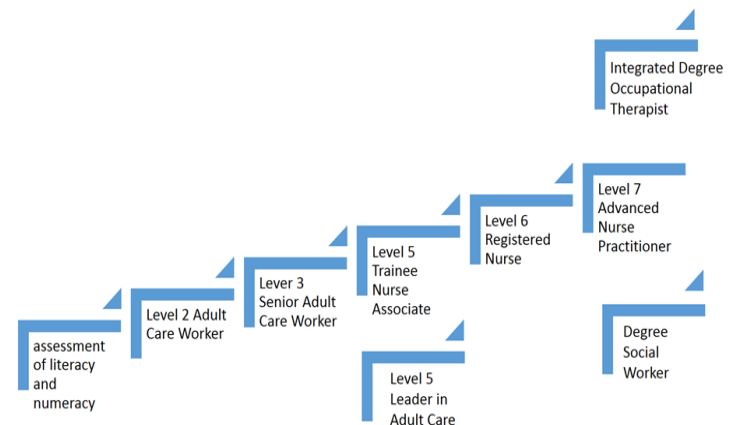 assessment
of literacy
and
numeracy
Level 2 Adult
Care Worker
Lever 3
Senior Adult
Care Worker
Level 5
Trainee
Nurse
Associate
Level 5
Leader in
Adult Care
Level 6
Registered
Nurse
Level 7
Advanced
Nurse
Practitioner
Integrated Degree
Occupational
Therapist
Degree
Social
Worker